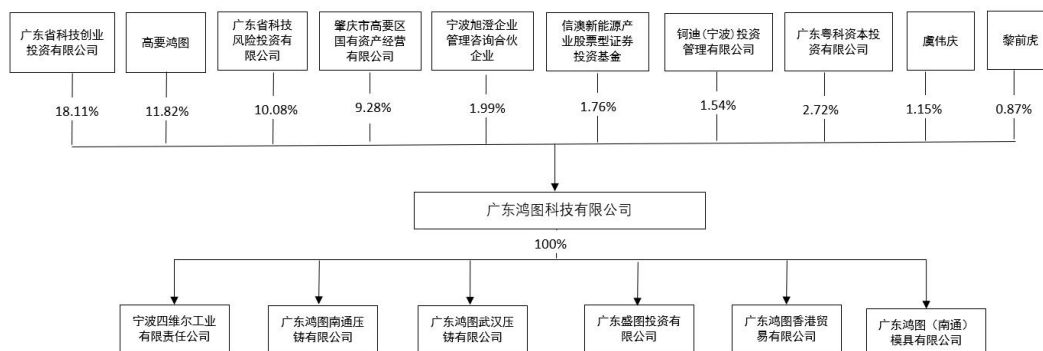 广东省科技创业
投资有限公司
高要鸿图
广东省科技
风险投资有
限公司
肇庆市高要区
国有资产经营
有限公司
宁波旭澄企业
管理咨询合伙
企业
信澳新能源产
业股票型证券
投资基金
钶迪（宁波）投资
管理有限公司
广东粤科资本投
资有限公司
虞伟庆
黎前虎
18.11%
11.82%
10.08%
9.28%
1.99%
1.76%
1.54%
2.72%
1.15%
0.87%
广东鸿图科技有限公司
100%
宁波四维尔工业
有限责任公司
广东鸿图南通压
铸有限公司
广东鸿图武汉压
铸有限公司
广东盛图投资有
限公司
广东鸿图香港贸
易有限公司
广东鸿图（南通）
模具有限公司